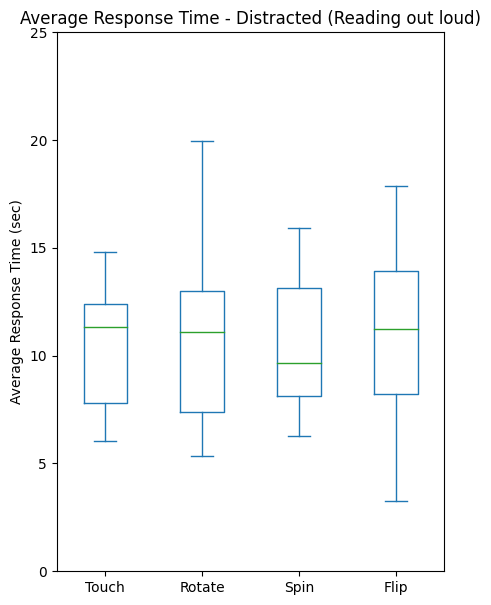 Average Response Time - Distracted (Reading out loud)
25
20
15
10
5
0
Average Response Time (sec)
Touch Rotate Spin Flip